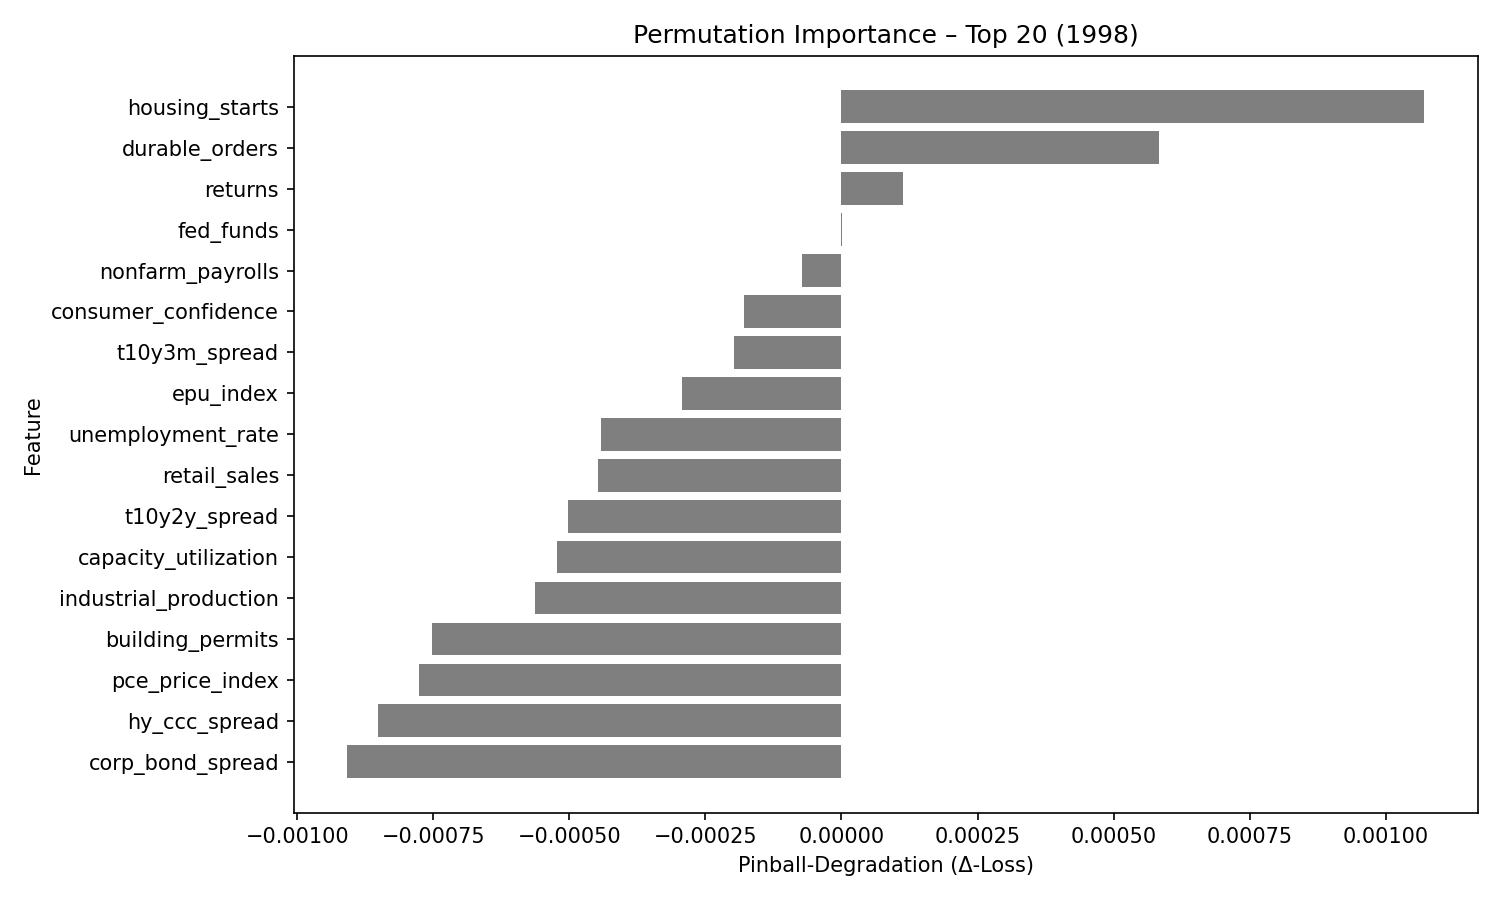 Permutation Importance – Top 20 (1998)
housing_starts
durable_orders
returns
fed_funds
nonfarm_payrolls
consumer_confidence
t10y3m_spread
epu_index
unemployment_rate
retail_sales
t10y2y_spread
capacity_utilization
industrial_production
building_permits
pce_price_index
hy_ccc_spread
corp_bond_spread
Feature
−0.00100 −0.00075 −0.00050 −0.00025 0.00000 0.00025 0.00050 0.00075 0.00100
Pinball-Degradation (Δ-Loss)